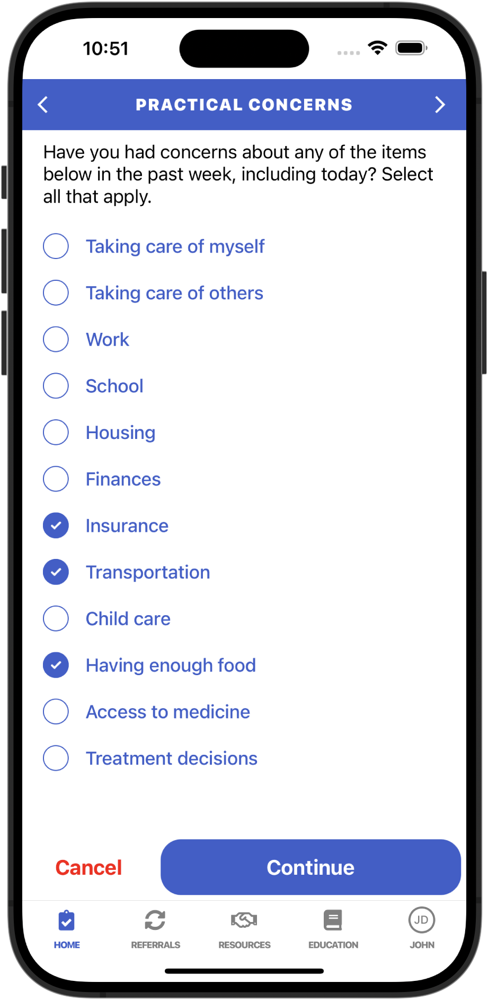 10:51
PRACTICAL CONCERNS
Have you had concerns about any of the items
below in the past week, including today? Select
all that apply.
Taking care of myself
Taking care of others
Work
School
Housing
Finances
Insurance
Transportation
Child care
Having enough food
Access to medicine
Treatment decisions
Cancel
Continue
JD
HOME
REFERRALS
RESOURCES
EDUCATION
JOHN